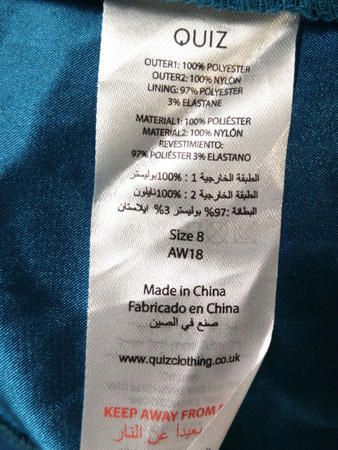 QUIZ
OUTER1: 100% POLYESTER
OUTER2: 100% NYLON
LINING: 97% POLYESTER
3% ELASTANE
MATERIAL1: 100% POLIÉSTER
MATERIAL2: 100% NYLÓN
REVESTIMIENTO:
97% POLIÉSTER 3% ELASTANO
الطبقة الخارجية 1 : 100% بوليستر
الطبقة الخارجية 2 : 100% نايلون
البطانة :97% بوليستر 3% ايلاستان
Size 8
AW18
Made in China
Fabricado en China
صنع في الصين
www.quizclothing.co.uk
KEEP AWAY FROM
بعيداً عن النار